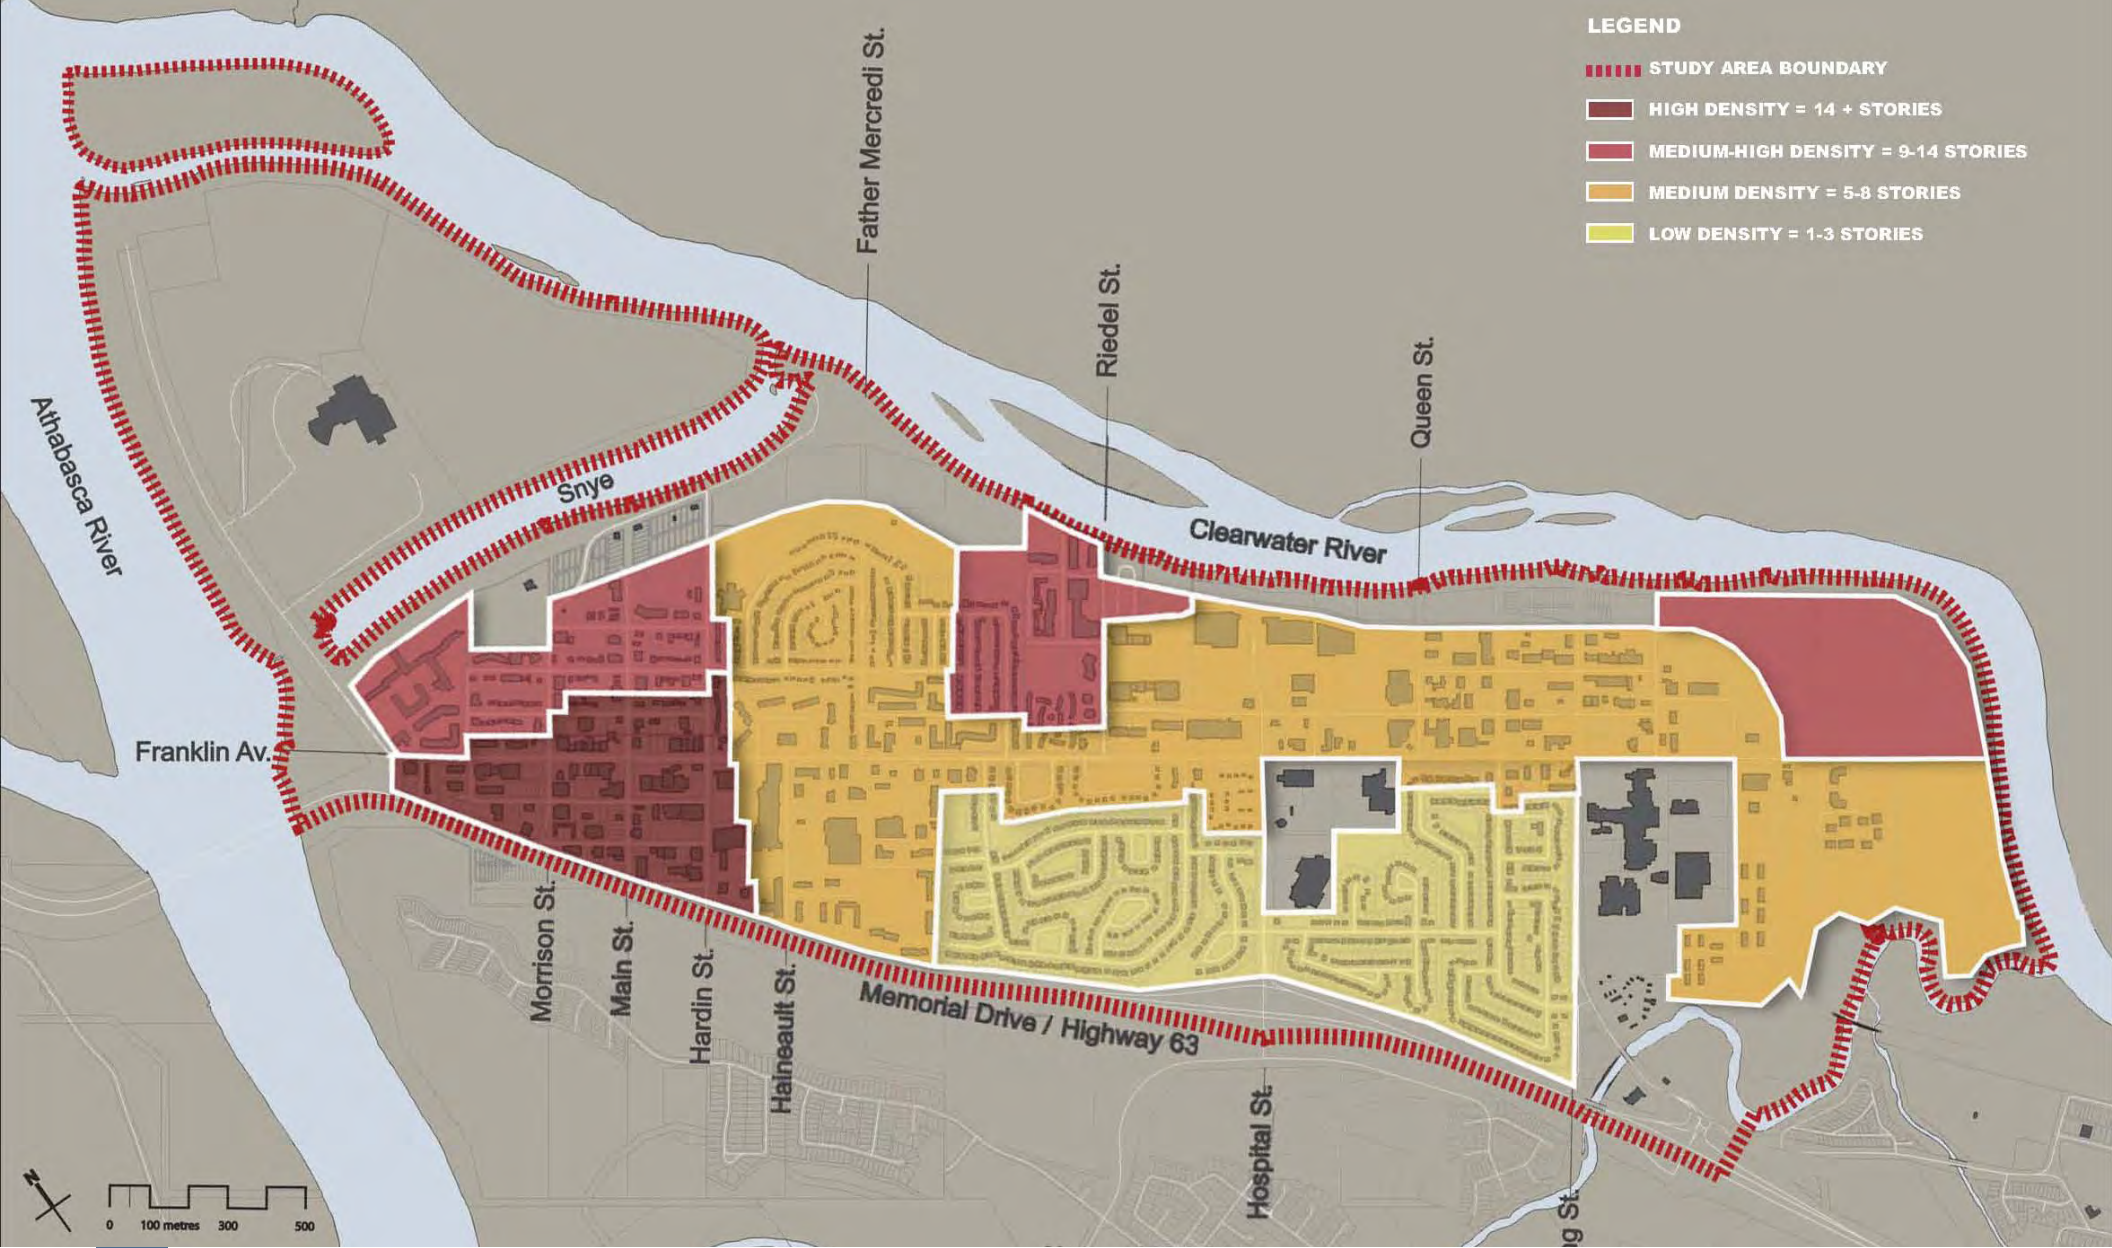 LEGEND
STUDY AREA BOUNDARY
HIGH DENSITY = 14 + STORIES
MEDIUM-HIGH DENSITY = 9-14 STORIES
MEDIUM DENSITY = 5-8 STORIES
LOW DENSITY = 1-3 STORIES
Father Mercredi St.
Riedel St.
Queen St.
Athabasca River
Snye
Clearwater River
Franklin Av.
Morrison St.
Main St.
Hardin St.
Haineault St.
Memorial Drive / Highway 63
Hospital St.
ng St.
N
0 100 metres 300 500